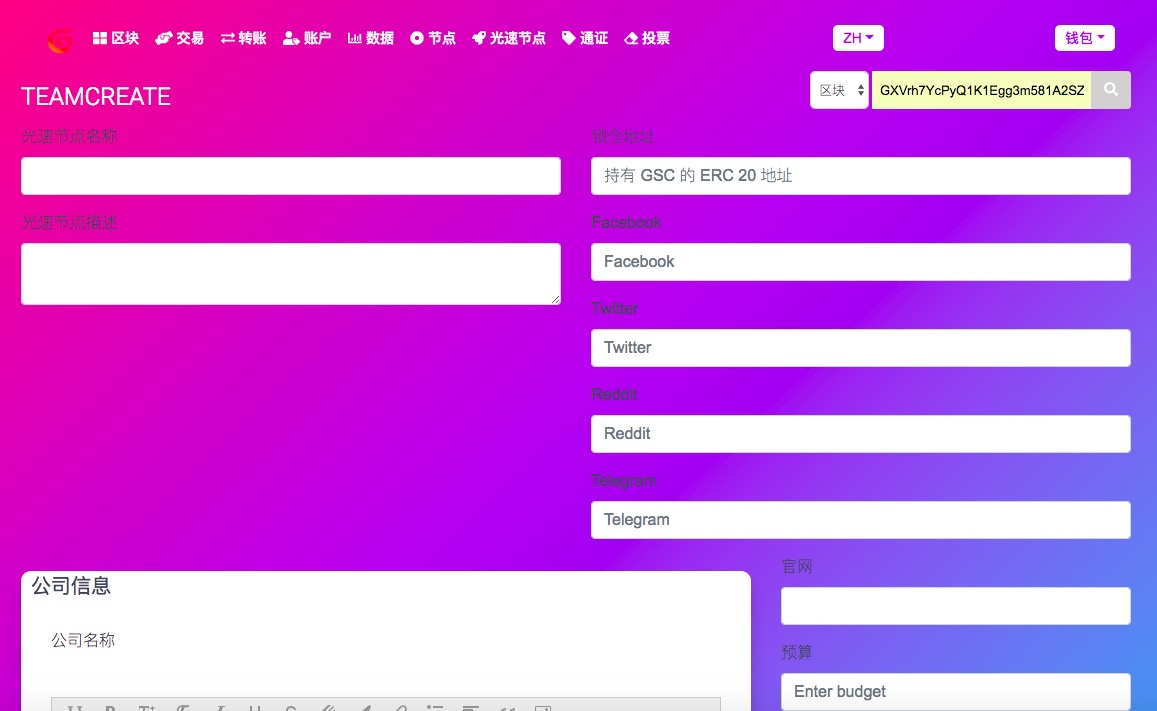 区块 交易 转账 账户 数据 节点 光速节点 通证 投票 ZH 钱包
TEAMCREATE
区块 GXVrh7YcPyQ1K1Egg3m581A2SZ
光速节点名称
锁仓地址
持有 GSC 的 ERC 20 地址
光速节点描述
Facebook
Facebook
Twitter
Twitter
Reddit
Reddit
Telegram
Telegram
官网
公司信息
公司名称
预算
Enter budget